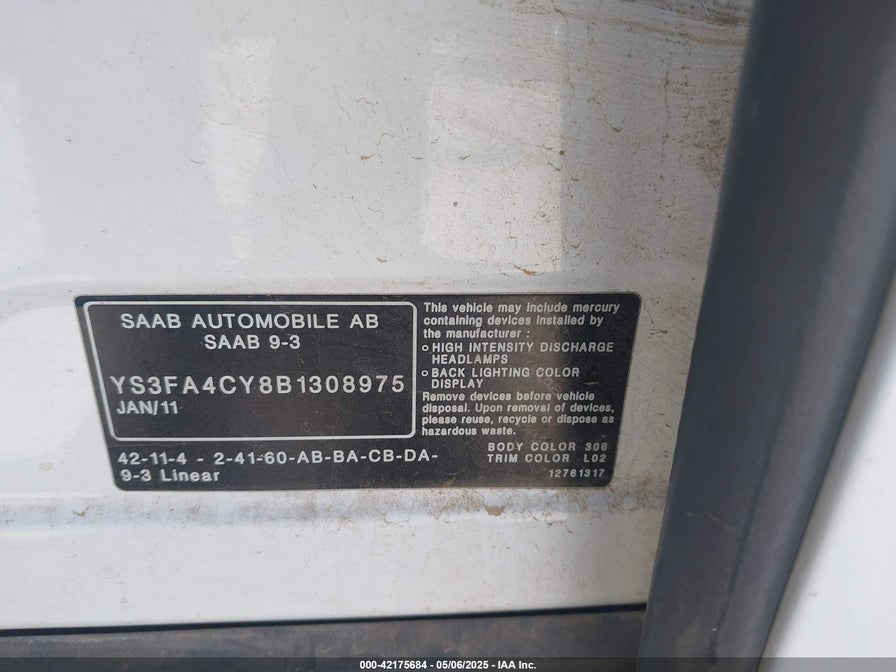 SAAB AUTOMOBILE AB
SAAB 9-3
YS3FA4CY8B1308975
JAN/11
This vehicle may include mercury
containing devices installed by
the manufacturer :
o HIGH INTENSITY DISCHARGE
HEADLAMPS
o BACK LIGHTING COLOR
DISPLAY
Remove devices before vehicle
disposal. Upon removal of devices,
please reuse, recycle or dispose as
hazardous waste.
42-11-4 - 2-41-60-AB-BA-CB-DA-
9-3 Linear
BODY COLOR 306
TRIM COLOR L02
12761317
000-42175684 - 05/06/2025 - IAA Inc.